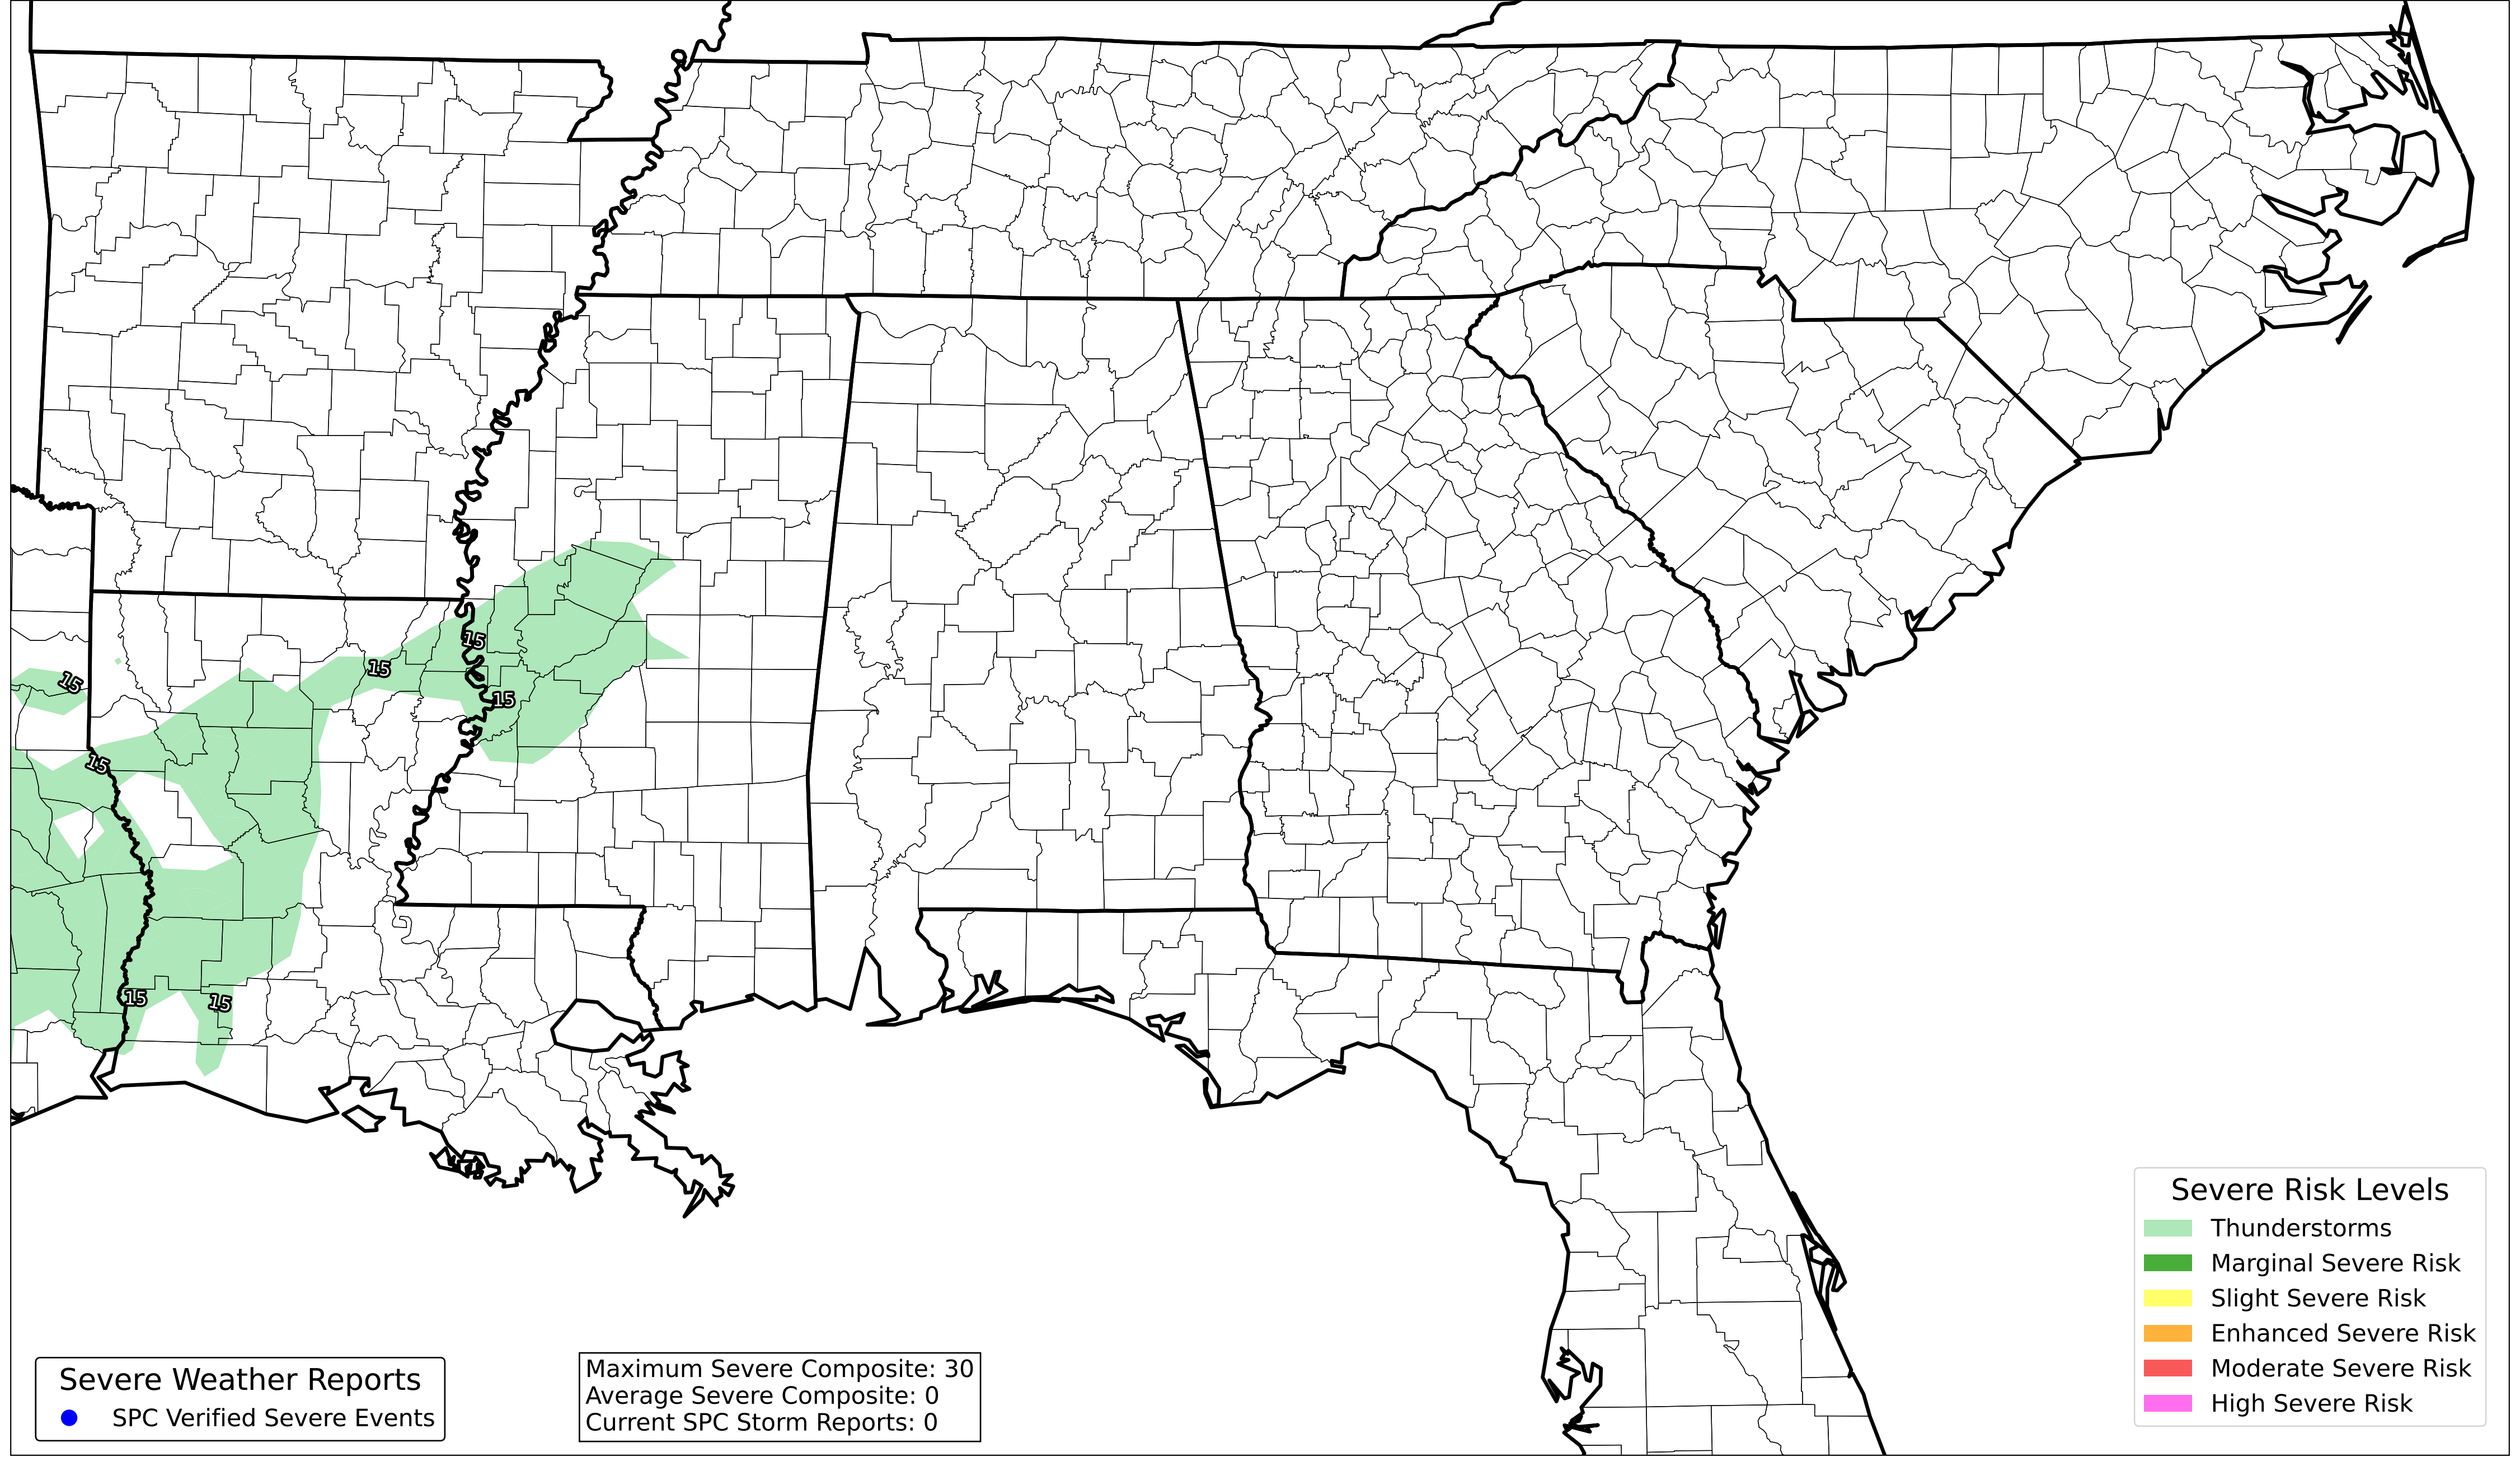 15
15
15
15
15
15
15
Severe Risk Levels
Thunderstorms
Marginal Severe Risk
Slight Severe Risk
Enhanced Severe Risk
Moderate Severe Risk
High Severe Risk
Severe Weather Reports
SPC Verified Severe Events
Maximum Severe Composite: 30
Average Severe Composite: 0
Current SPC Storm Reports: 0